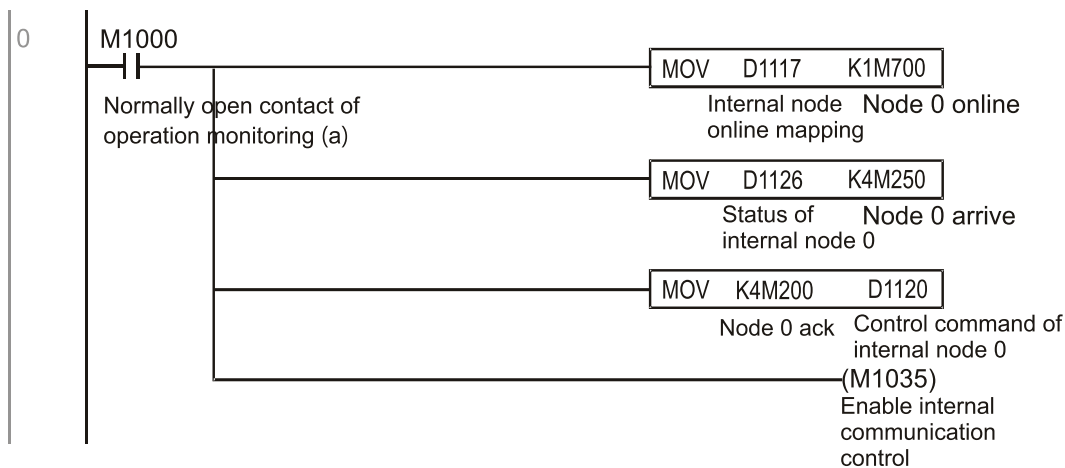 0
M1000
Normally open contact of
operation monitoring (a)
MOV D1117 K1M700
Internal node
online mapping
Node 0 online
MOV D1126 K4M250
Status of
internal node 0
Node 0 arrive
MOV K4M200 D1120
Node 0 ack
Control command of
internal node 0
(M1035)
Enable internal
communication
control